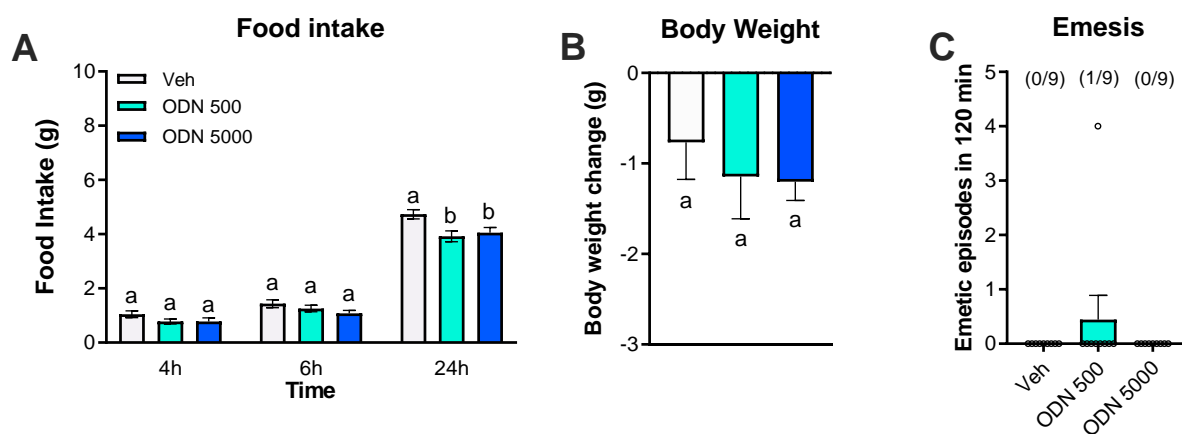 A
Food intake
Food Intake (g)
10
8
6
4
2
0
Veh
ODN 500
ODN 5000
a a a
a a a
a b b
4h 6h 24h
Time
B
Body Weight
Body weight change (g)
0
-1
-2
-3
a a a
C
Emesis
Emetic episodes in 120 min
5
4
3
2
1
0
(0/9) (1/9) (0/9)
Veh
ODN 500
ODN 5000